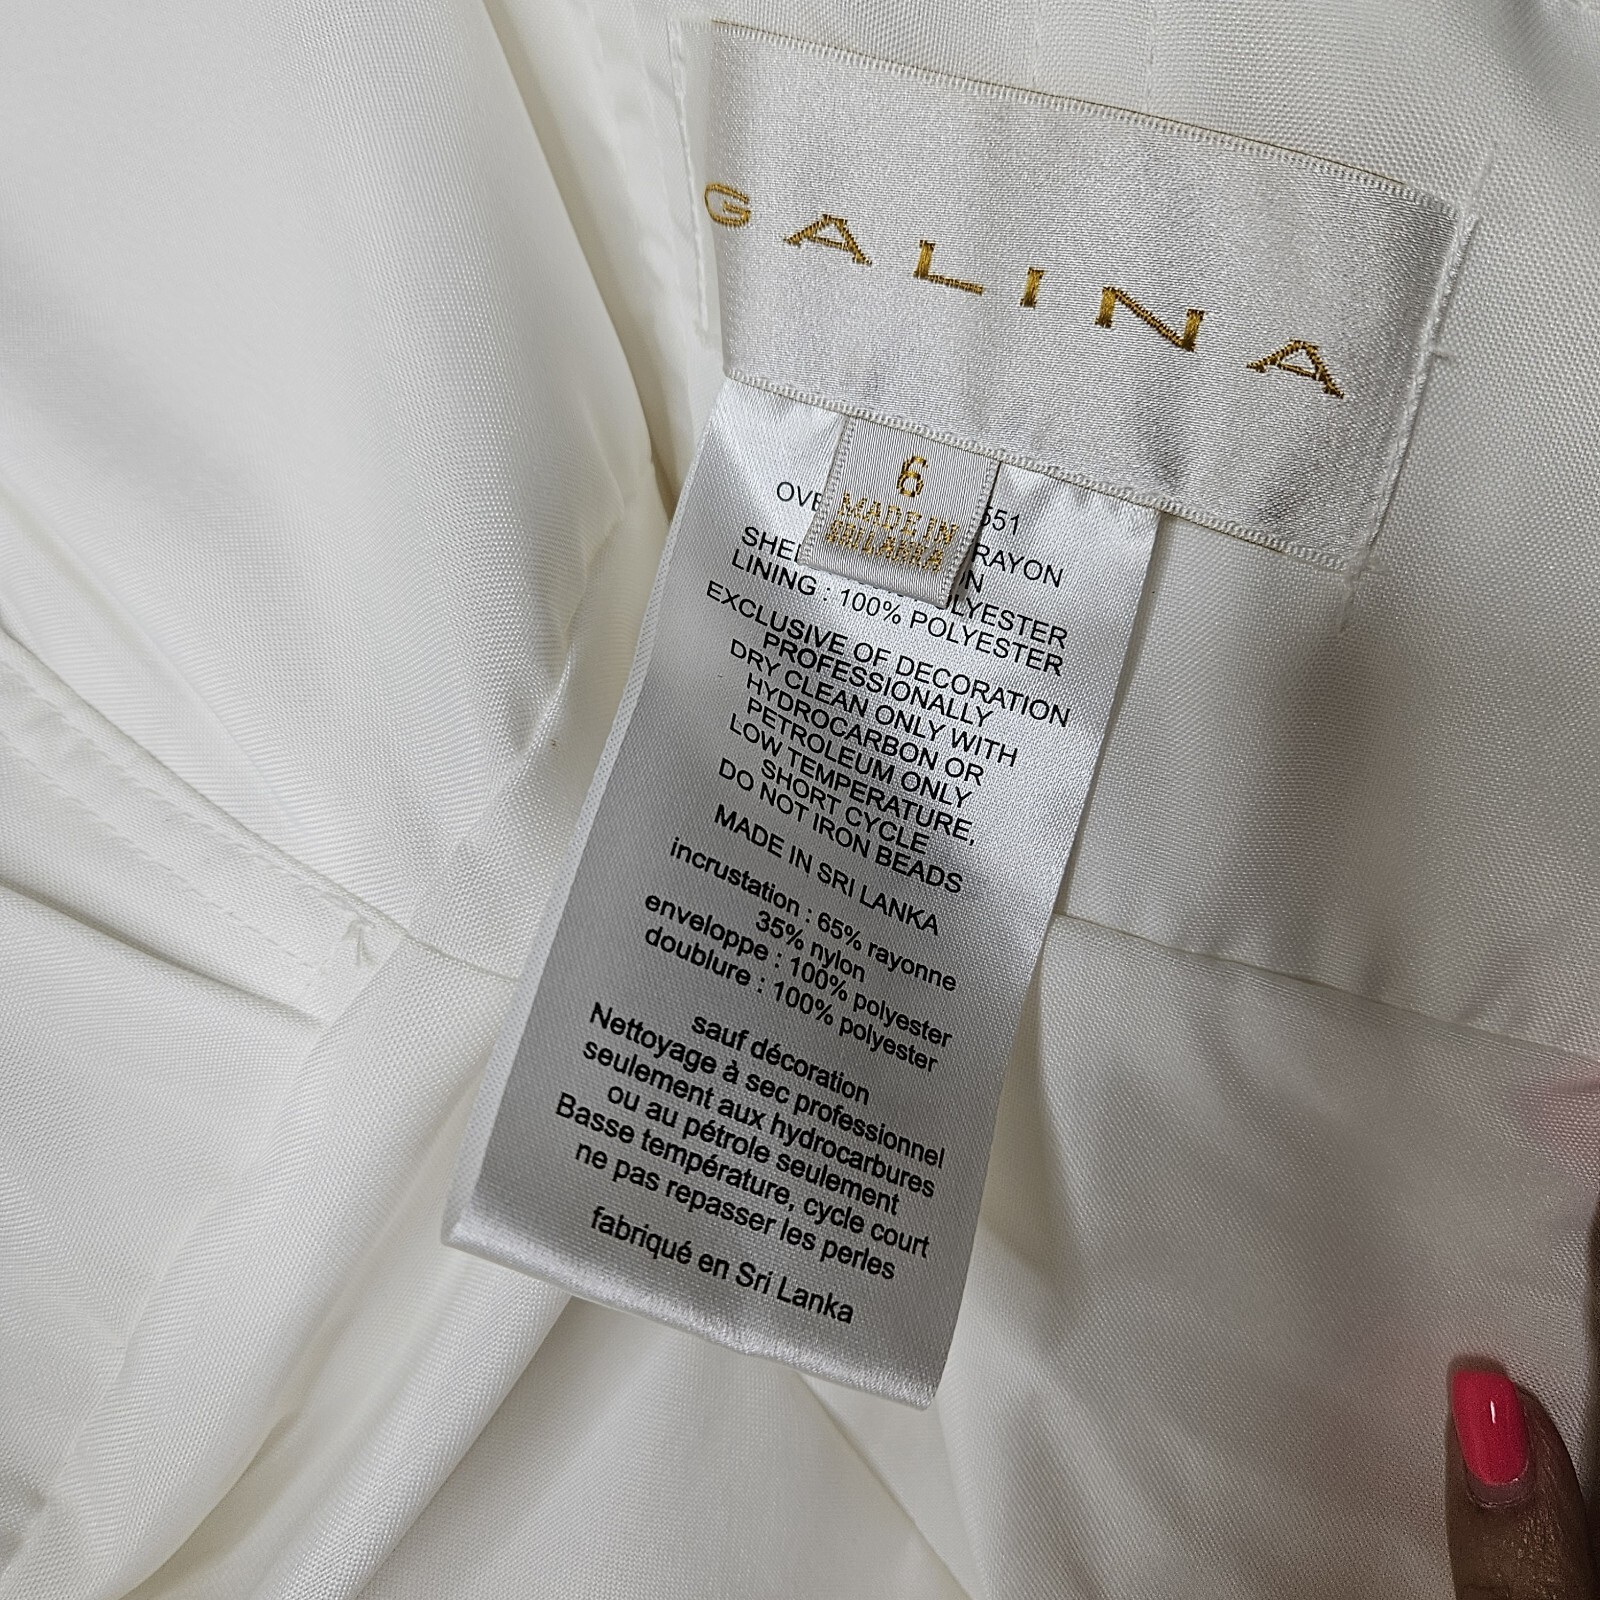 GALINA
6
MADE IN
SRI LANKA
551
RAYON
LINING : 100% POLYESTER
EXCLUSIVE OF DECORATION
PROFESSIONALLY
DRY CLEAN ONLY WITH
HYDROCARBON OR
PETROLEUM ONLY
LOW TEMPERATURE,
SHORT CYCLE
DO NOT IRON BEADS
MADE IN SRI LANKA
incrustation : 65% rayonne
35% nylon
enveloppe : 100% polyester
doublure : 100% polyester
sauf décoration
Nettoyage à sec professionnel
seulement aux hydrocarbures
ou au pétrole seulement
Basse température, cycle court
ne pas repasser les perles
fabriqué en Sri Lanka